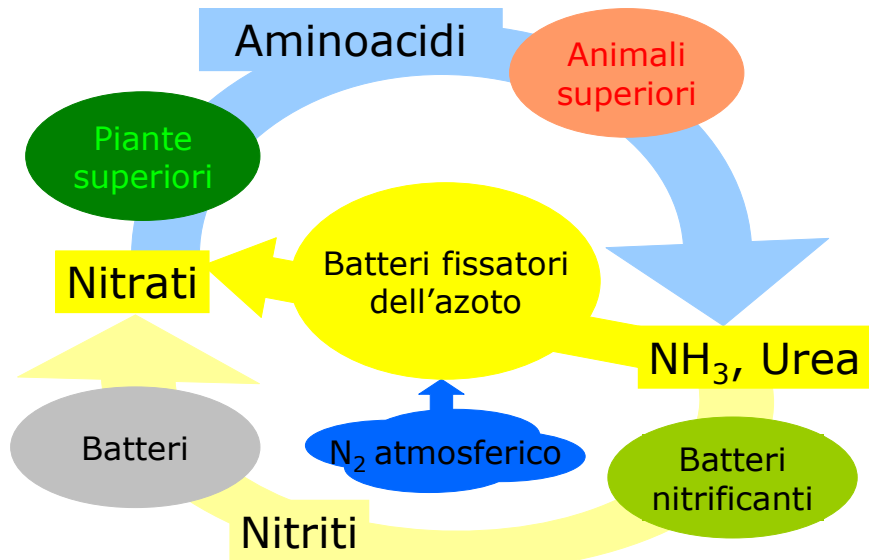 Aminoacidi
Animali
superiori
Piante
superiori
Nitrati
Batteri fissatori
dell’azoto
NH₃, Urea
N₂ atmosferico
Batteri
Batteri
nitrificanti
Nitriti